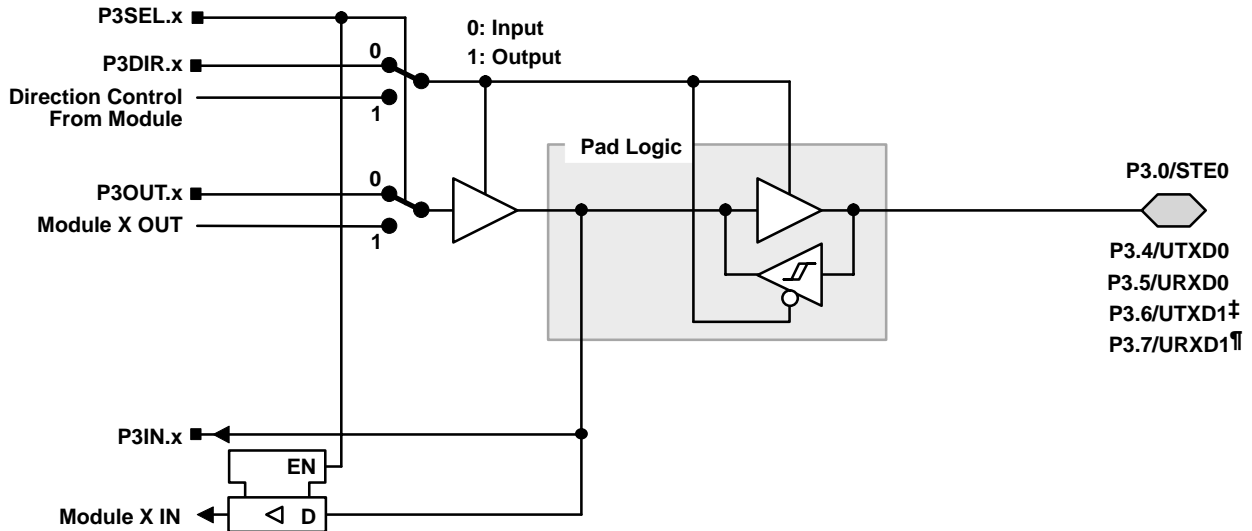 P3SEL.x
0: Input
1: Output
P3DIR.x
0
Direction Control
From Module
1
Pad Logic
P3OUT.x
0
Module X OUT
1
P3.0/STE0
P3.4/UTXD0
P3.5/URXD0
P3.6/UTXD1‡
P3.7/URXD1¶
P3IN.x
EN
Module X IN
D